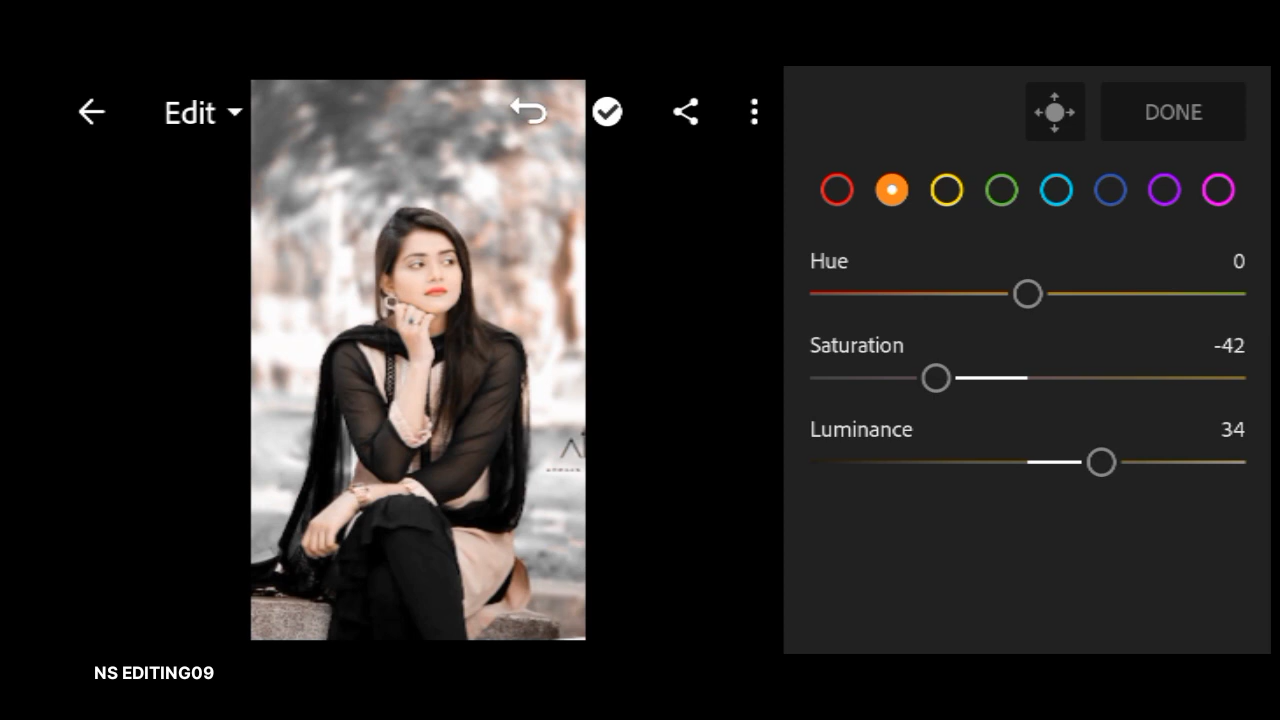 Edit
DONE
Hue 0
Saturation -42
Luminance 34
NS EDITING09